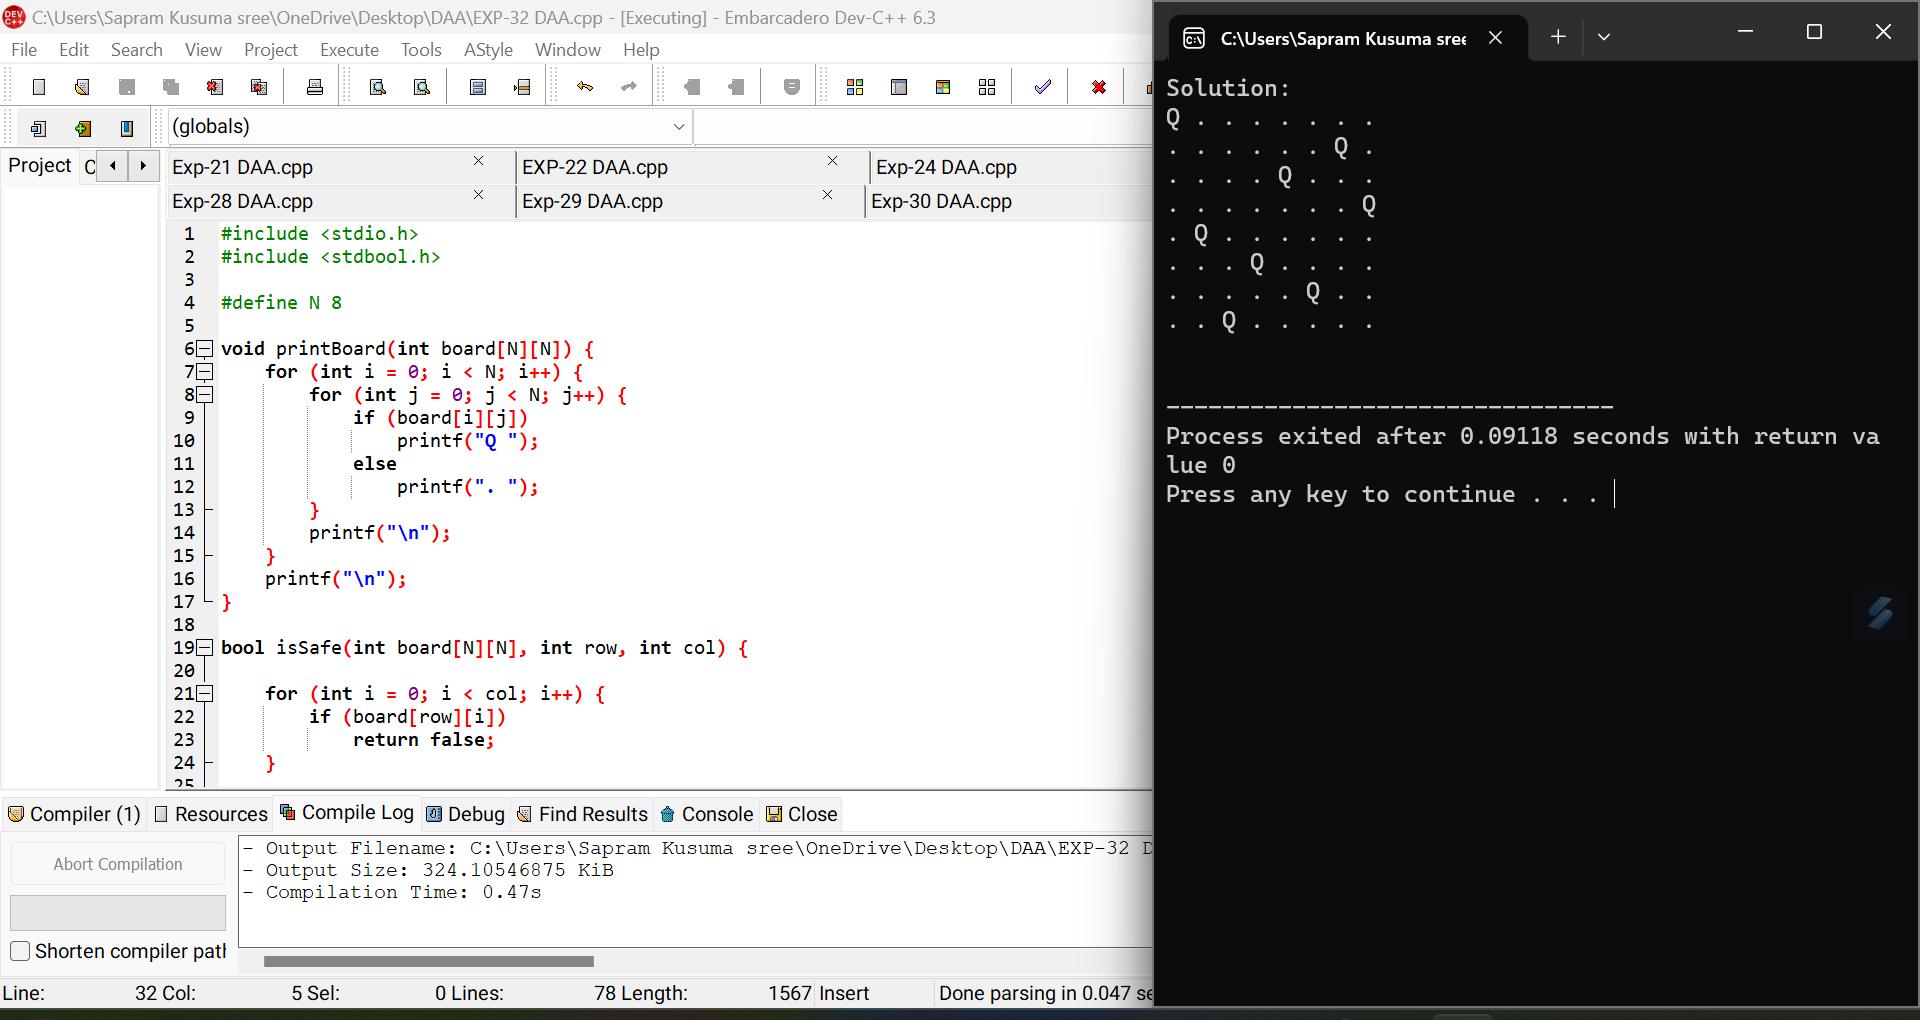 C:\Users\Sapram Kusuma sree\OneDrive\Desktop\DAA\EXP-32 DAA.cpp - [Executing] - Embarcadero Dev-C++ 6.3
File Edit Search View Project Execute Tools AStyle Window Help
(globals)
Project C
Exp-21 DAA.cpp EXP-22 DAA.cpp Exp-24 DAA.cpp
Exp-28 DAA.cpp Exp-29 DAA.cpp Exp-30 DAA.cpp
1 #include <stdio.h>
2 #include <stdbool.h>
3
4 #define N 8
5
6 void printBoard(int board[N][N]) {
7     for (int i = 0; i < N; i++) {
8         for (int j = 0; j < N; j++) {
9             if (board[i][j])
10                 printf("Q ");
11             else
12                 printf(". ");
13         }
14         printf("\n");
15     }
16     printf("\n");
17 }
18
19 bool isSafe(int board[N][N], int row, int col) {
20
21     for (int i = 0; i < col; i++) {
22         if (board[row][i])
23             return false;
24     }
25
Compiler (1) Resources Compile Log Debug Find Results Console Close
Abort Compilation
Shorten compiler path
- Output Filename: C:\Users\Sapram Kusuma sree\OneDrive\Desktop\DAA\EXP-32 D
- Output Size: 324.10546875 KiB
- Compilation Time: 0.47s
Line: 32 Col: 5 Sel: 0 Lines: 78 Length: 1567 Insert Done parsing in 0.047 se
C:\Users\Sapram Kusuma sree
Solution:
Q . . . . . . .
. . . . . . Q .
. . . . Q . . .
. . . . . . . Q
. Q . . . . . .
. . . Q . . . .
. . . . . Q . .
. . Q . . . . .
--------------------------------
Process exited after 0.09118 seconds with return va
lue 0
Press any key to continue . . .